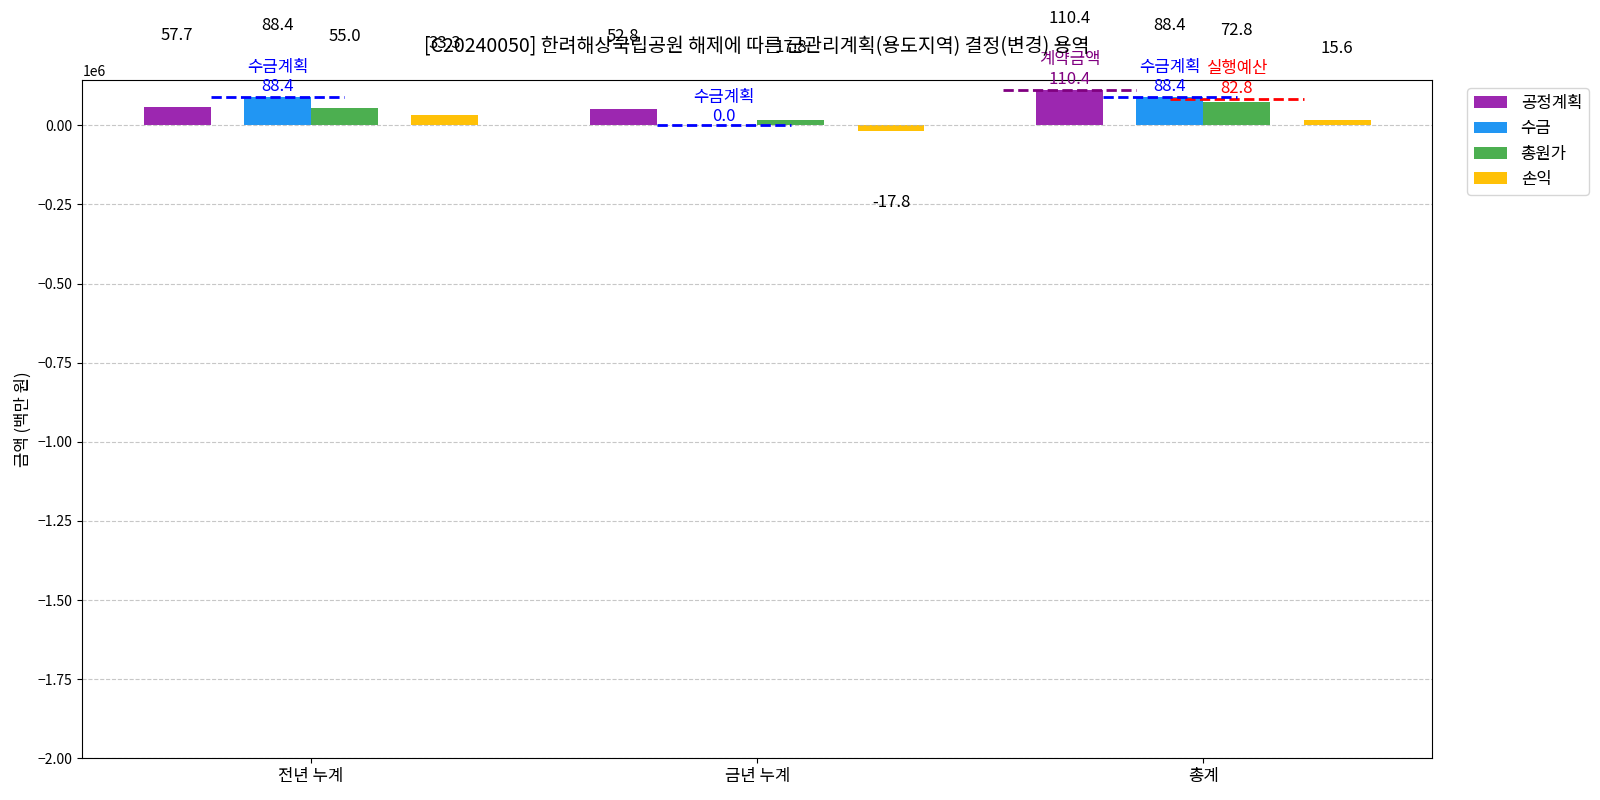 57.7
88.4
55.0
33.3
52.8
17.8
110.4
88.4
72.8
15.6
[C20240050] 한려해상국립공원 해제에 따른 군관리계획(용도지역) 결정(변경) 용역
1e6
수금계획
88.4
수금계획
0.0
계약금액
110.4
수금계획
88.4
실행예산
82.8
-17.8
공정계획
수금
총원가
손익
0.00
−0.25
−0.50
−0.75
−1.00
−1.25
−1.50
−1.75
−2.00
금액 (백만 원)
전년 누계
금년 누계
총계